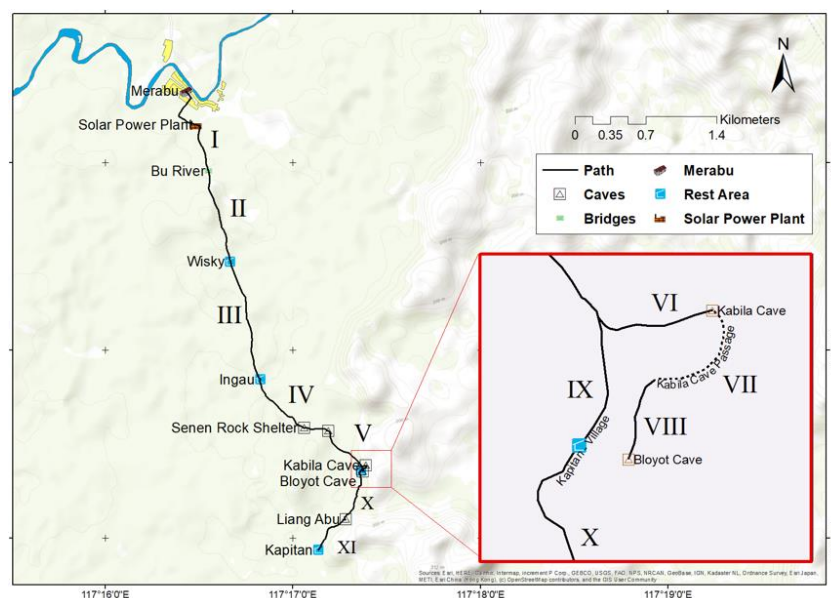 N
Kilometers
0 0.35 0.7 1.4
Path
Merabu
Caves
Rest Area
Bridges
Solar Power Plant
Merabu
Solar Power Plant
I
Bu River
II
Wisky
III
Ingau
IV
Senen Rock Shelter
V
Kabila Cave
Bloyot Cave
X
Liang Abu
Kapitan
XI
VI
Kabila Cave
Kabila Cave Passage
VII
IX
VIII
Bloyot Cave
X
117°16'0"E
117°17'0"E
117°18'0"E
117°19'0"E